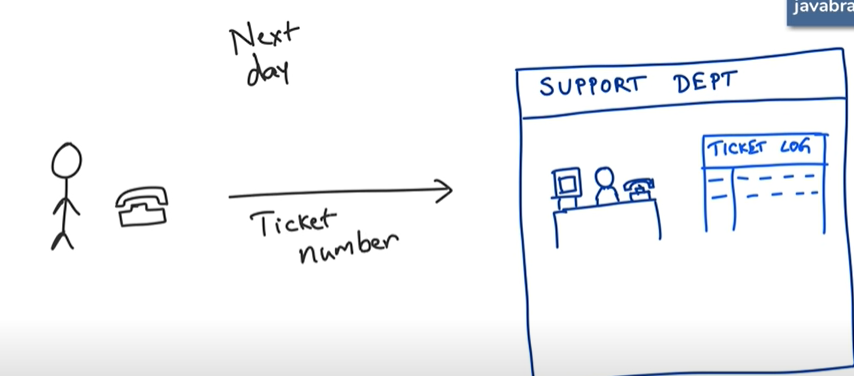 javabra
Next
day
SUPPORT DEPT
TICKET LOG
Ticket
number